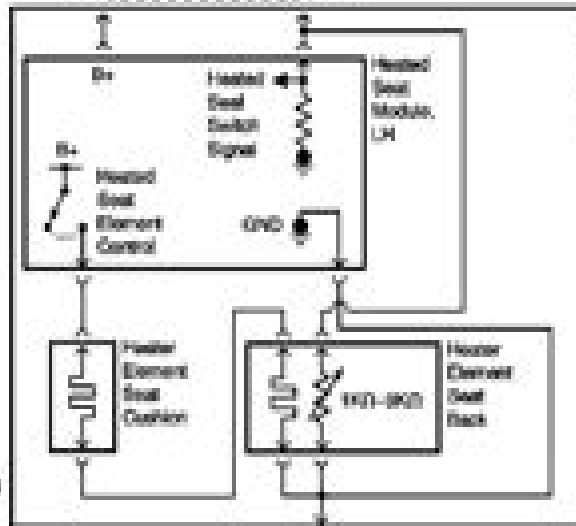 B+
Heated
Seat
Switch
Signal
Heated
Seat
Module,
LH
B+
Heated
Seat
Element
Control
GND
Heater
Element
Seat
Cushion
Heater
Element
Seat
Back